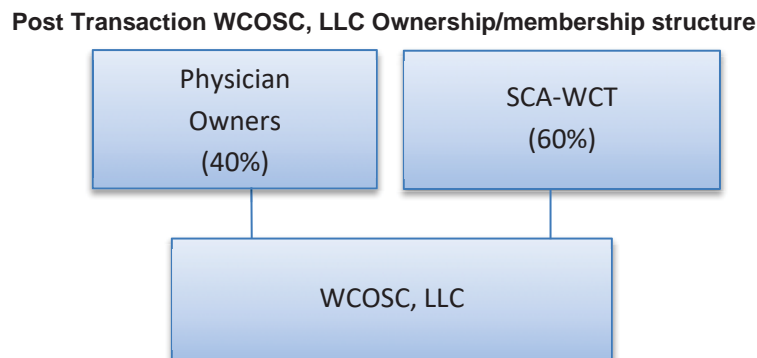 Post Transaction WCOSC, LLC Ownership/membership structure
Physician
Owners
(40%)
SCA-WCT
(60%)
WCOSC, LLC